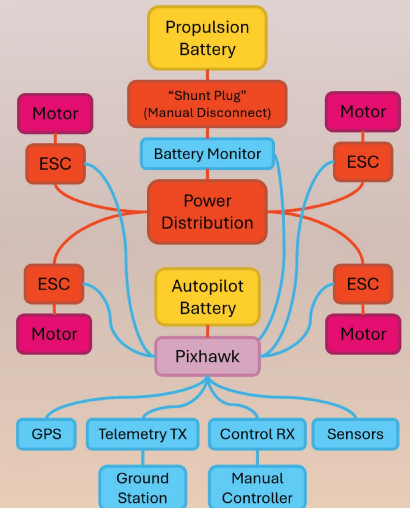 Propulsion
Battery
“Shunt Plug”
(Manual Disconnect)
Motor
Motor
Battery Monitor
ESC
ESC
Power
Distribution
ESC
ESC
Autopilot
Battery
Motor
Motor
Pixhawk
GPS
Telemetry TX
Control RX
Sensors
Ground
Station
Manual
Controller